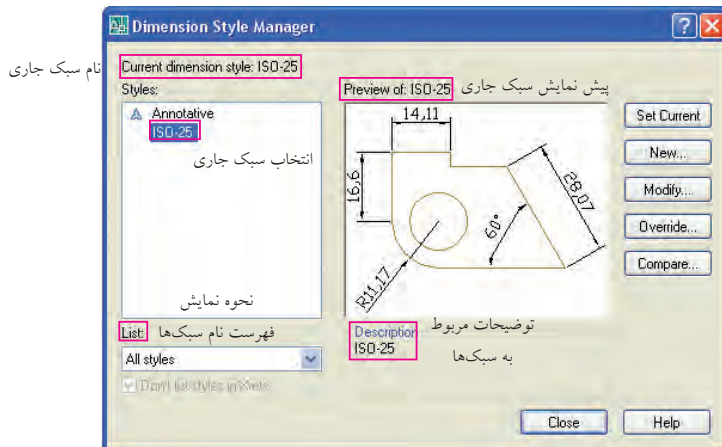 Dimension Style Manager
نام سبک جاری
Current dimension style: ISO-25
Styles:
Annotative
ISO-25
انتخاب سبک جاری
نحوه نمایش
List:
فهرست نام سبک‌ها
All styles
Don't list styles in Xrefs
Preview of: ISO-25
پیش نمایش سبک جاری
14,11
16,6
28,07
60°
R11,17
Description
ISO-25
توضیحات مربوط
به سبک‌ها
Set Current
New...
Modify...
Override...
Compare...
Close
Help